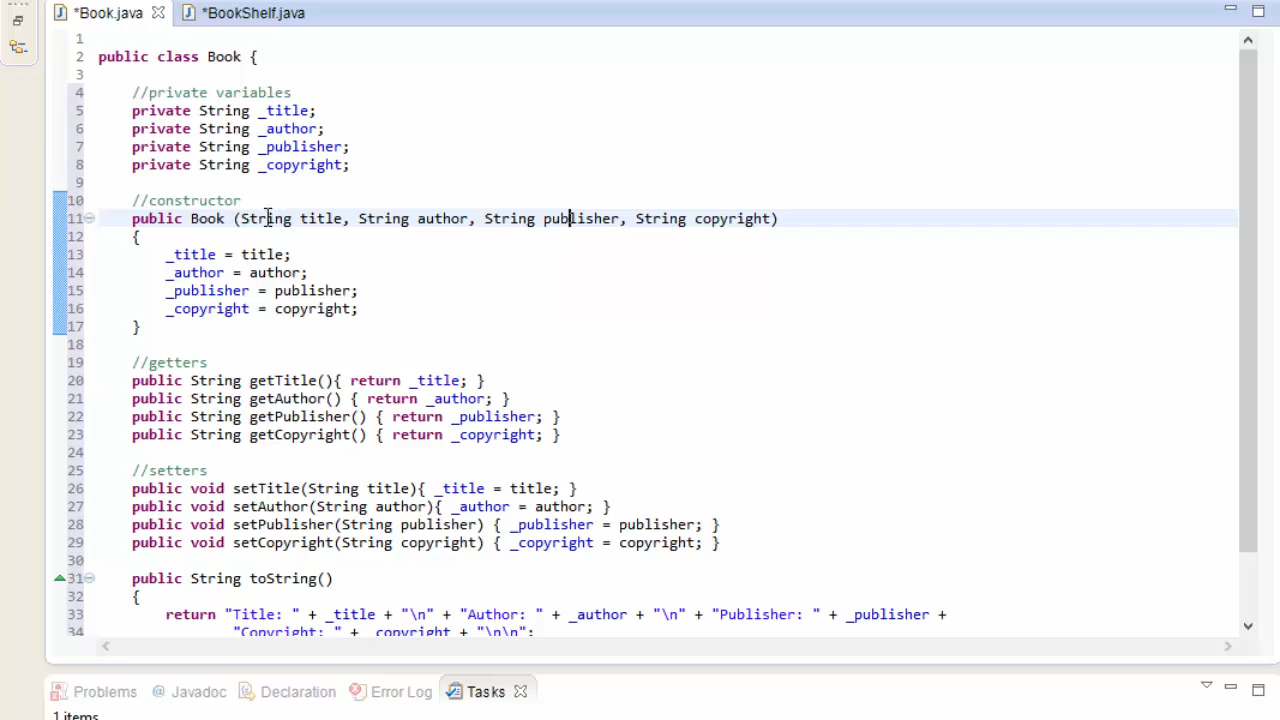 *Book.java *BookShelf.java
1
2 public class Book {
3
4 //private variables
5 private String _title;
6 private String _author;
7 private String _publisher;
8 private String _copyright;
9
10 //constructor
11 public Book (String title, String author, String publisher, String copyright)
12 {
13 _title = title;
14 _author = author;
15 _publisher = publisher;
16 _copyright = copyright;
17 }
18
19 //getters
20 public String getTitle(){ return _title; }
21 public String getAuthor() { return _author; }
22 public String getPublisher() { return _publisher; }
23 public String getCopyright() { return _copyright; }
24
25 //setters
26 public void setTitle(String title){ _title = title; }
27 public void setAuthor(String author){ _author = author; }
28 public void setPublisher(String publisher) { _publisher = publisher; }
29 public void setCopyright(String copyright) { _copyright = copyright; }
30
31 public String toString()
32 {
33 return "Title: " + _title + "\n" + "Author: " + _author + "\n" + "Publisher: " + _publisher +
34 "Copyright: " + _copyright + "\n\n";
Problems @ Javadoc Declaration Error Log Tasks
1 items